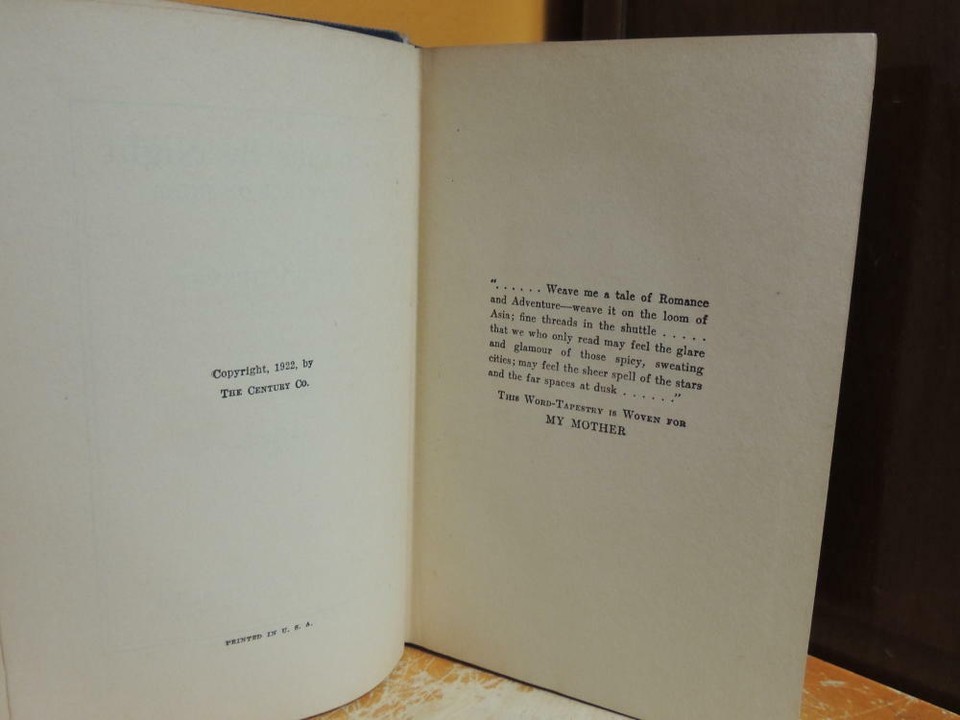 Copyright, 1922, by
THE CENTURY CO.
PRINTED IN U. S. A.
"...... Weave me a tale of Romance
and Adventure—weave it on the loom of
Asia; fine threads in the shuttle .....
that we who only read may feel the glare
and glamour of those spicy, sweating
cities; may feel the sheer spell of the stars
and the far spaces at dusk ......"
THIS WORD-TAPESTRY IS WOVEN FOR
MY MOTHER